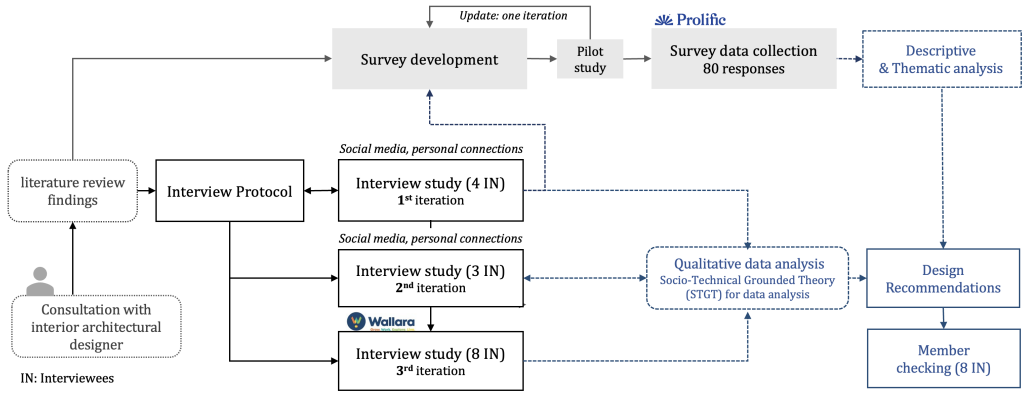 Update: one iteration
Prolific
Survey development
Pilot
study
Survey data collection
80 responses
Descriptive
& Thematic analysis
Social media, personal connections
literature review
findings
Interview Protocol
Interview study (4 IN)
1st iteration
Social media, personal connections
Interview study (3 IN)
2nd iteration
Qualitative data analysis
Socio-Technical Grounded Theory
(STGT) for data analysis
Design
Recommendations
Consultation with
interior architectural
designer
Wallara
Interview study (8 IN)
3rd iteration
Member
checking (8 IN)
IN: Interviewees